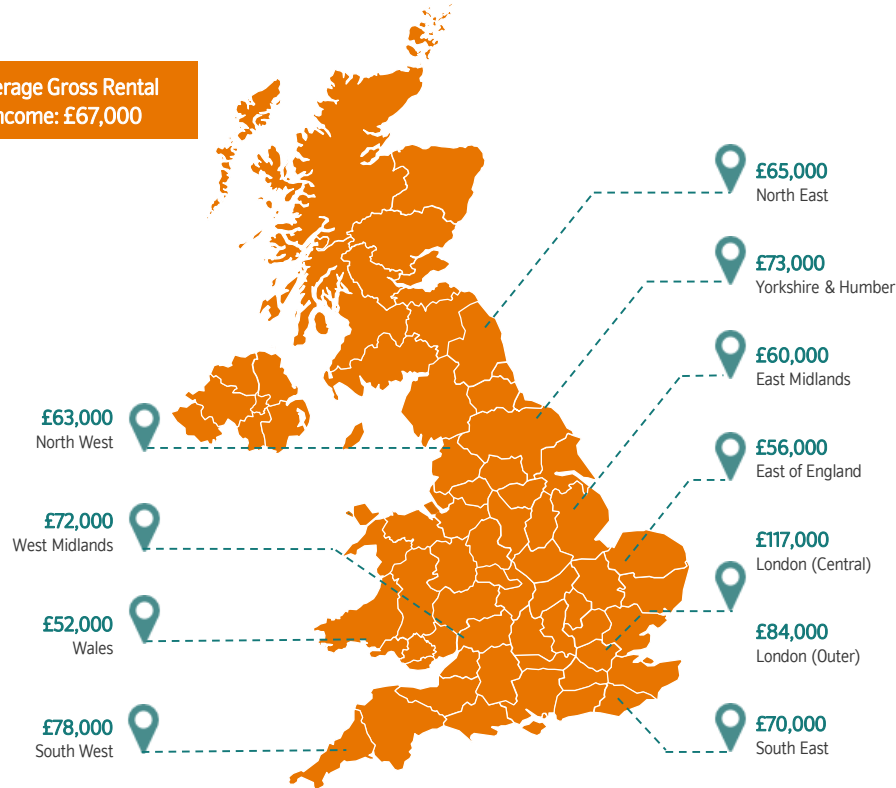 Average Gross Rental
Income: £67,000
£65,000
North East
£73,000
Yorkshire & Humber
£60,000
East Midlands
£56,000
East of England
£117,000
London (Central)
£84,000
London (Outer)
£70,000
South East
£63,000
North West
£72,000
West Midlands
£52,000
Wales
£78,000
South West